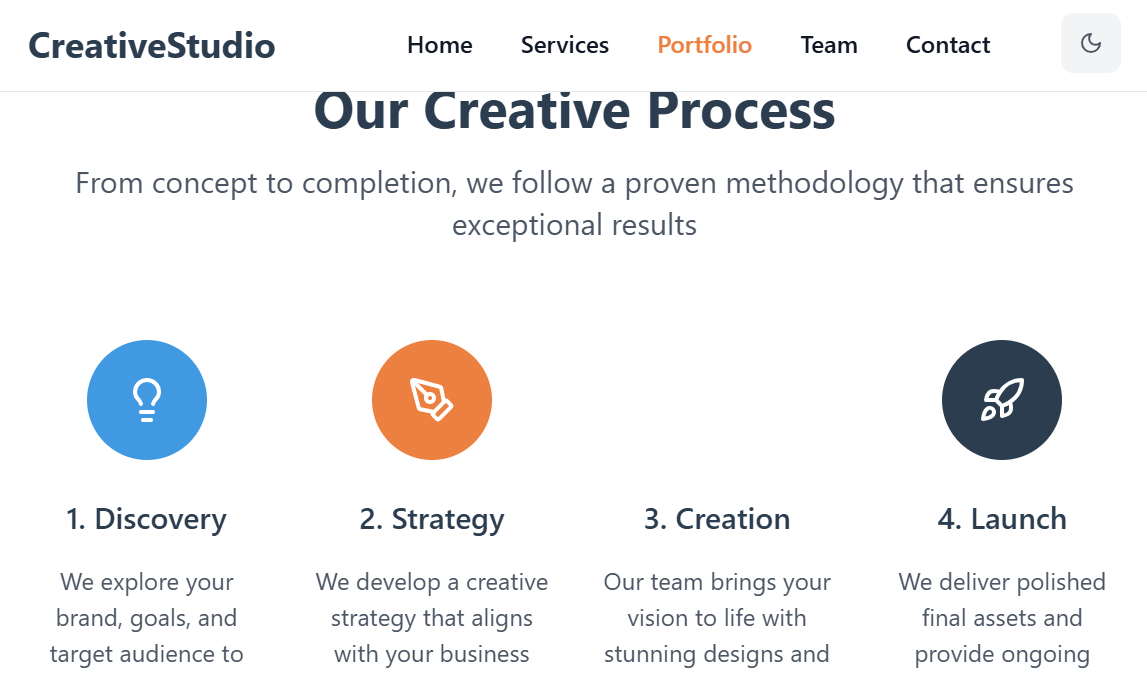 CreativeStudio
Home
Services
Portfolio
Team
Contact
Our Creative Process
From concept to completion, we follow a proven methodology that ensures
exceptional results
1. Discovery
We explore your
brand, goals, and
target audience to
2. Strategy
We develop a creative
strategy that aligns
with your business
3. Creation
Our team brings your
vision to life with
stunning designs and
4. Launch
We deliver polished
final assets and
provide ongoing